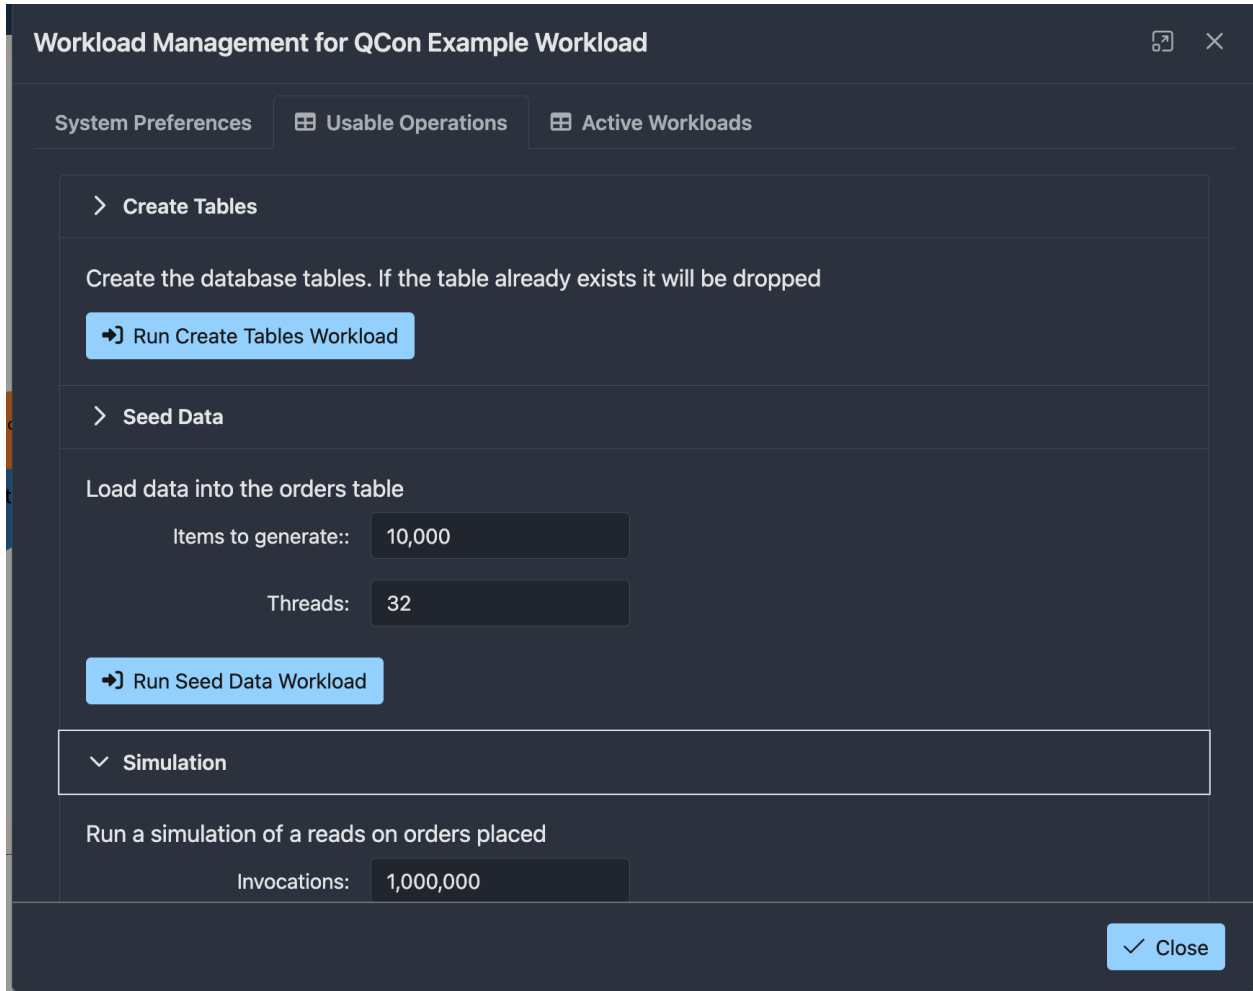 Workload Management for QCon Example Workload
System Preferences
Usable Operations
Active Workloads
Create Tables
Create the database tables. If the table already exists it will be dropped
Run Create Tables Workload
Seed Data
Load data into the orders table
Items to generate:: 10,000
Threads: 32
Run Seed Data Workload
Simulation
Run a simulation of a reads on orders placed
Invocations: 1,000,000
Close